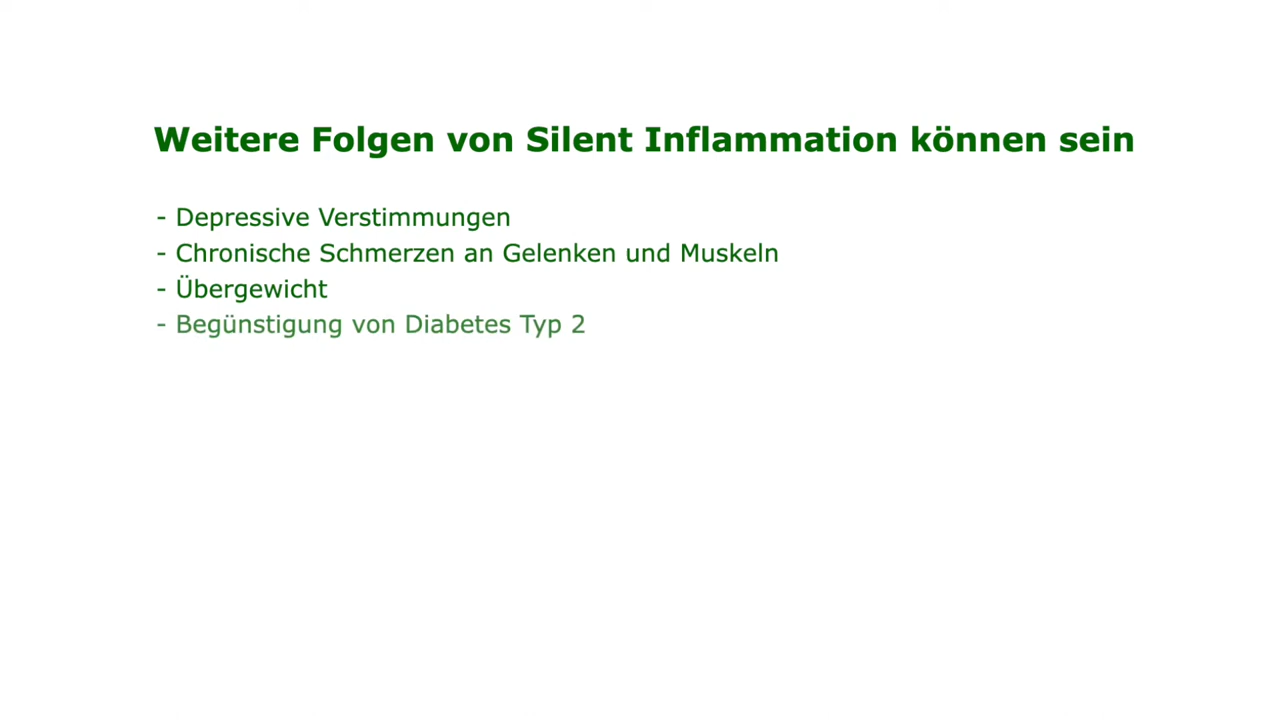 Weitere Folgen von Silent Inflammation können sein
- Depressive Verstimmungen
- Chronische Schmerzen an Gelenken und Muskeln
- Übergewicht
- Begünstigung von Diabetes Typ 2